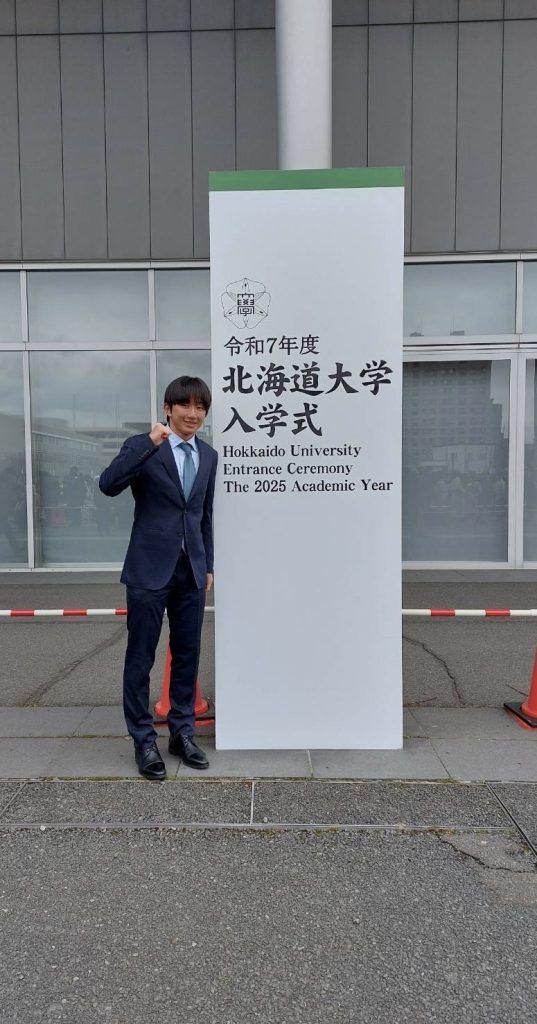 令和7年度
北海道大学
入学式
Hokkaido University
Entrance Ceremony
The 2025 Academic Year